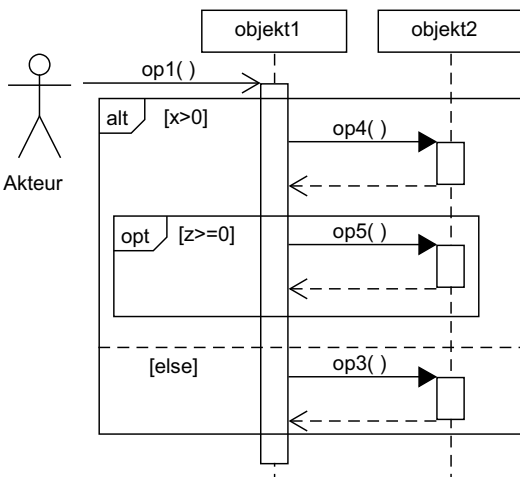 objekt1
objekt2
op1( )
alt
[x>0]
op4( )
Akteur
opt
[z>=0]
op5( )
[else]
op3( )